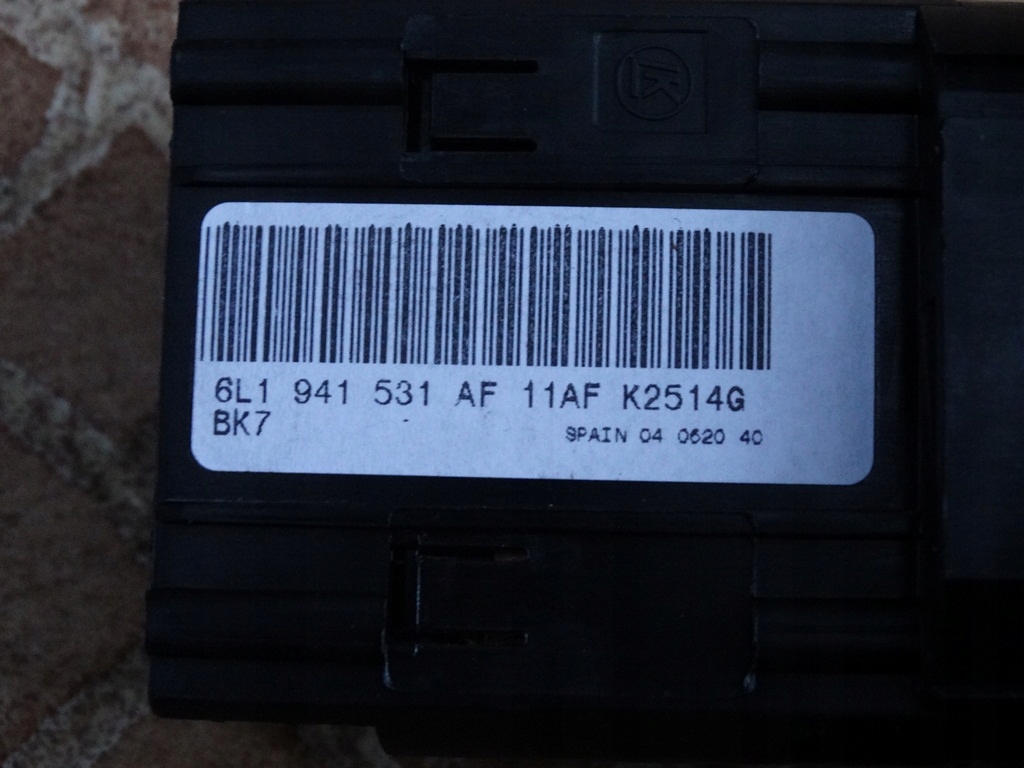 6L1 941 531 AF 11AF K2514G
BK7
SPAIN 04 0620 40